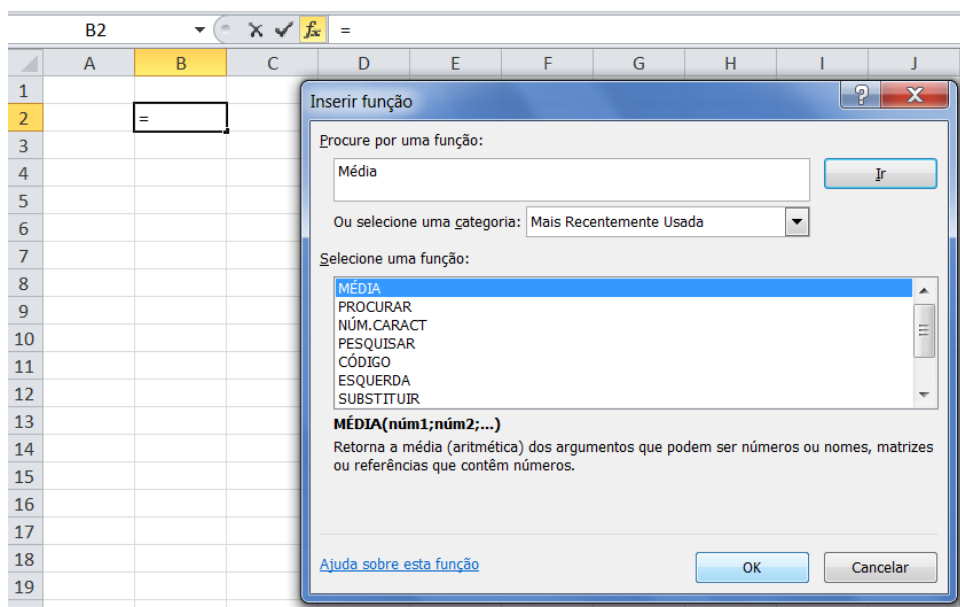 B2 fx =
A B C D E F G H I J
1
2 =
3
4
5
6
7
8
9
10
11
12
13
14
15
16
17
18
19
Inserir função ? X
Procure por uma função:
Média Ir
Ou selecione uma categoria: Mais Recentemente Usada
Selecione uma função:
MÉDIA
PROCURAR
NÚM.CARACT
PESQUISAR
CÓDIGO
ESQUERDA
SUBSTITUIR
MÉDIA(núm1;núm2;...)
Retorna a média (aritmética) dos argumentos que podem ser números ou nomes, matrizes
ou referências que contêm números.
Ajuda sobre esta função OK Cancelar